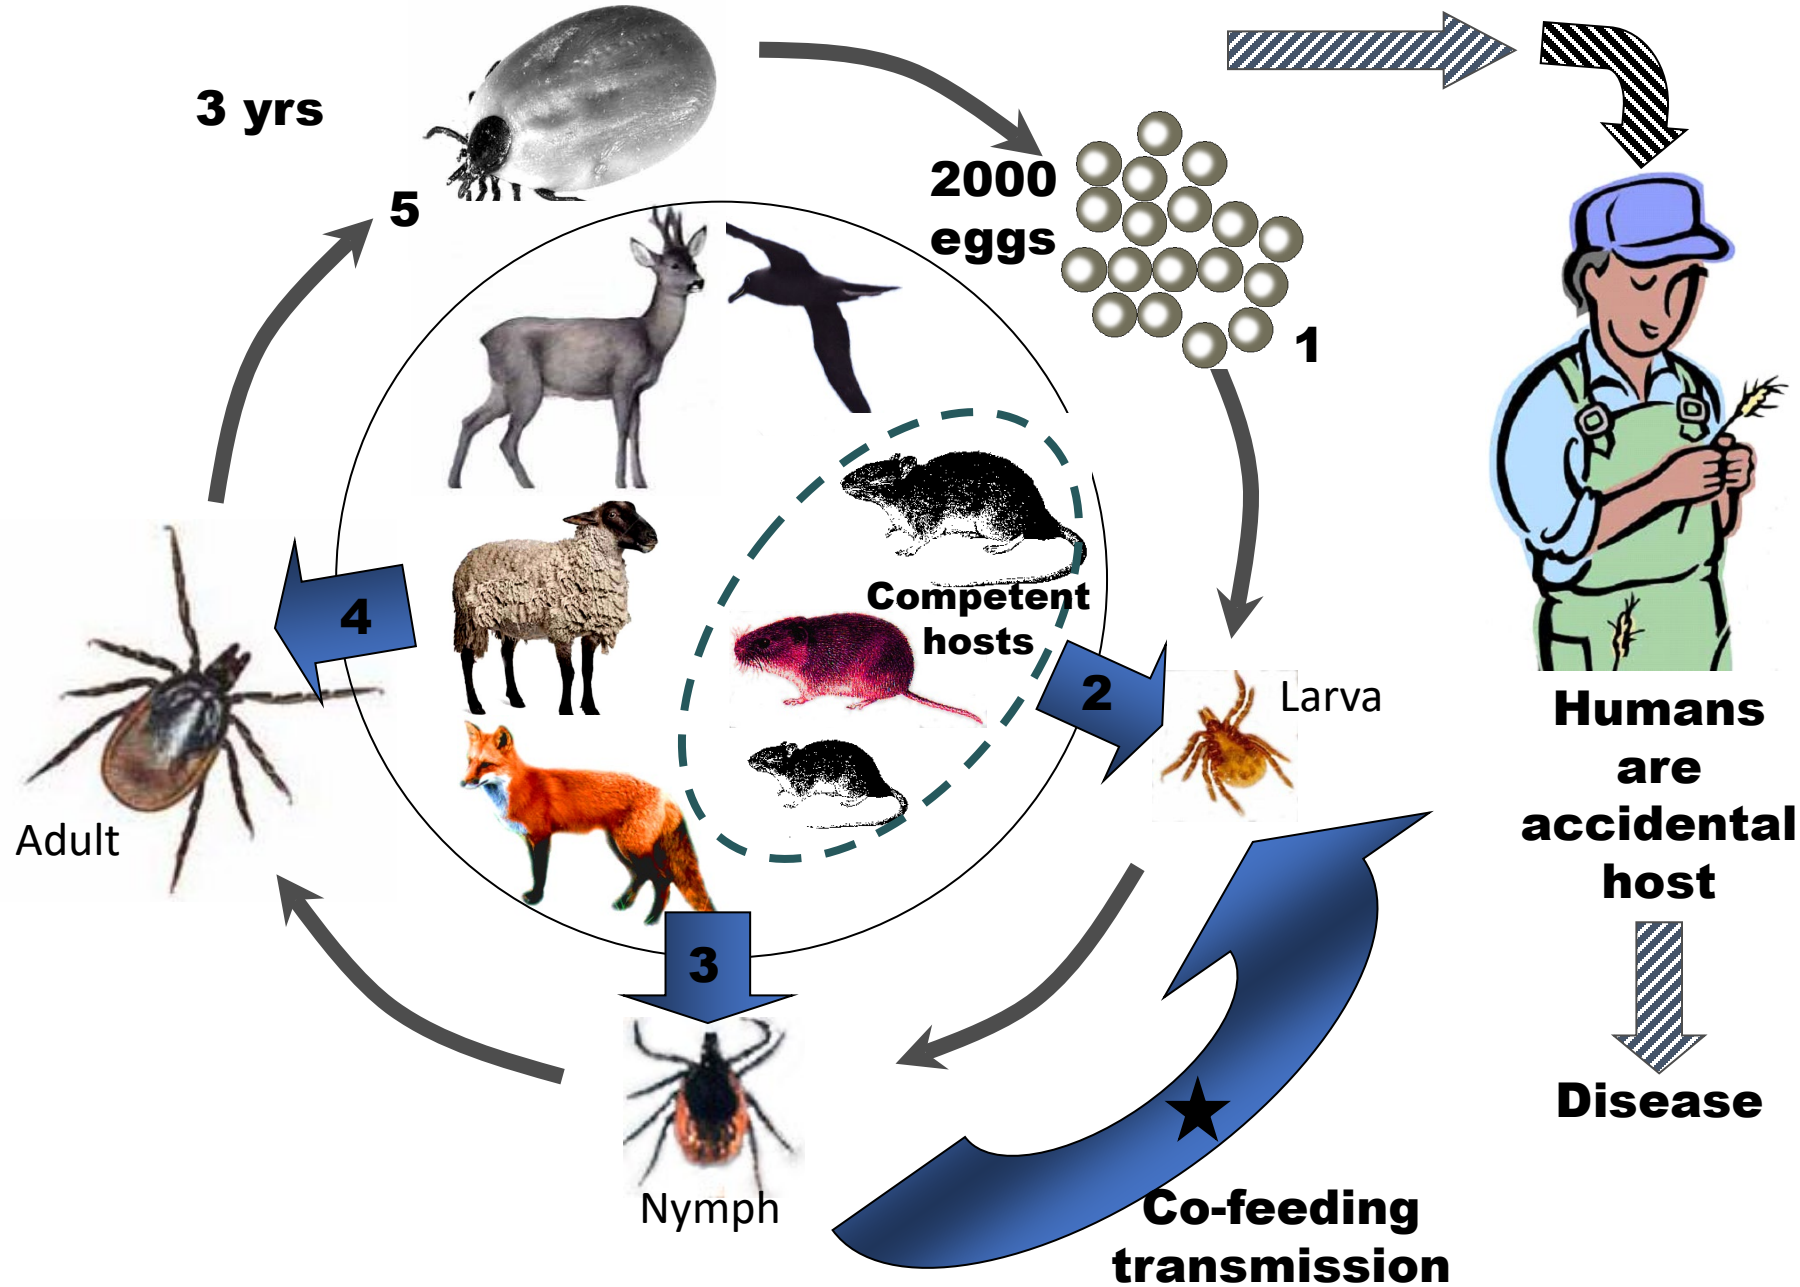 3 yrs
5
2000
eggs
1
Competent
hosts
4
2
Larva
Adult
3
Nymph
Co-feeding
transmission
Humans
are
accidental
host
Disease